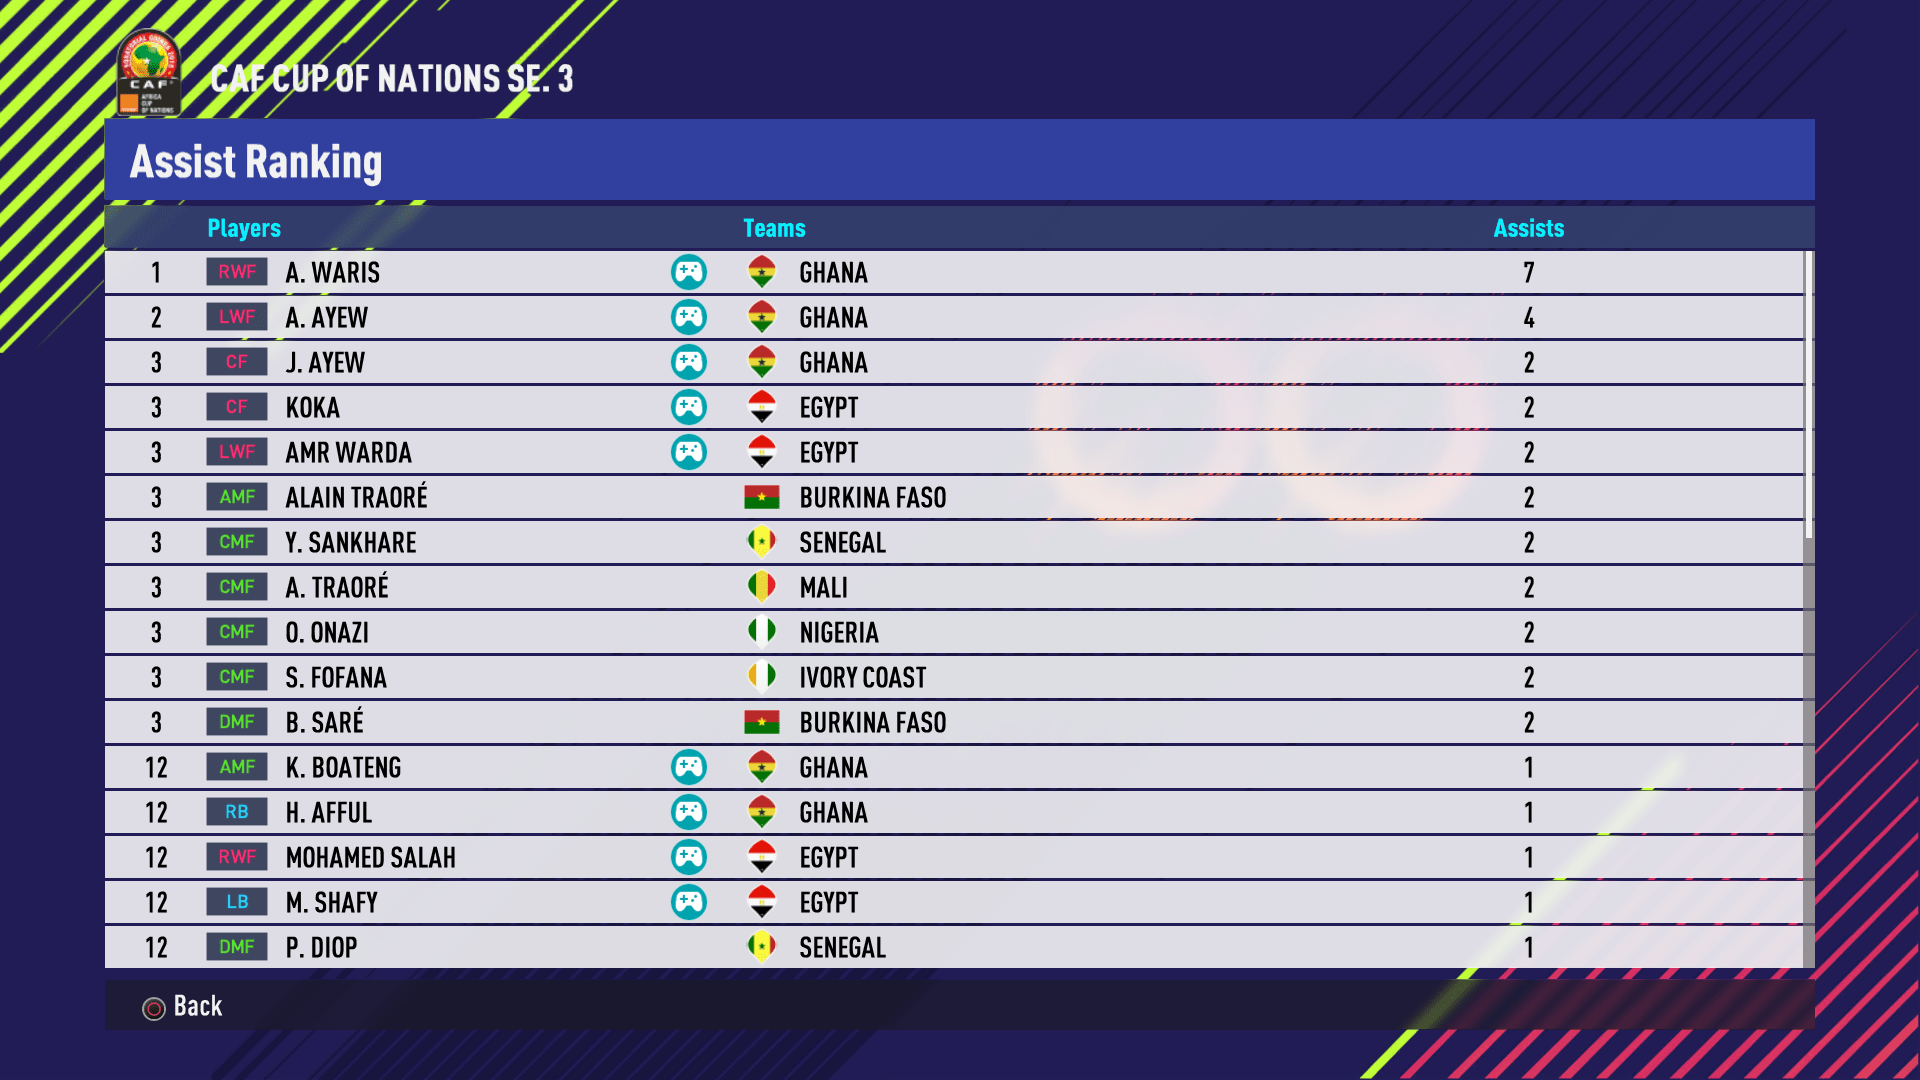 CAF
AFRICA
CUP
OF NATIONS
CAF CUP OF NATIONS SE. 3
Assist Ranking
Players Teams Assists
1 RWF A. WARIS GHANA 7
2 LWF A. AYEW GHANA 4
3 CF J. AYEW GHANA 2
3 CF KOKA EGYPT 2
3 LWF AMR WARDA EGYPT 2
3 AMF ALAIN TRAORÉ BURKINA FASO 2
3 CMF Y. SANKHARE SENEGAL 2
3 CMF A. TRAORÉ MALI 2
3 CMF O. ONAZI NIGERIA 2
3 CMF S. FOFANA IVORY COAST 2
3 DMF B. SARÉ BURKINA FASO 2
12 AMF K. BOATENG GHANA 1
12 RB H. AFFUL GHANA 1
12 RWF MOHAMED SALAH EGYPT 1
12 LB M. SHAFY EGYPT 1
12 DMF P. DIOP SENEGAL 1
Back